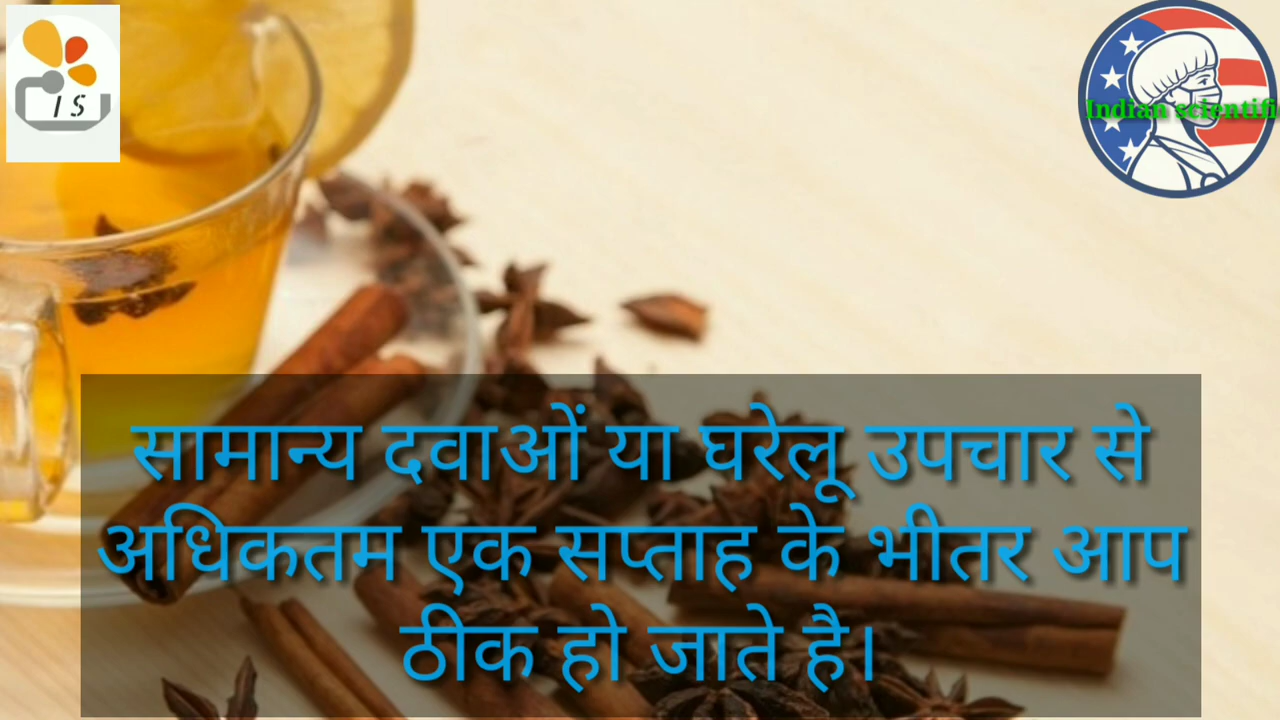 IS
Indian scientifi
सामान्य दवाओं या घरेलू उपचार से
अधिकतम एक सप्ताह के भीतर आप
ठीक हो जाते है।